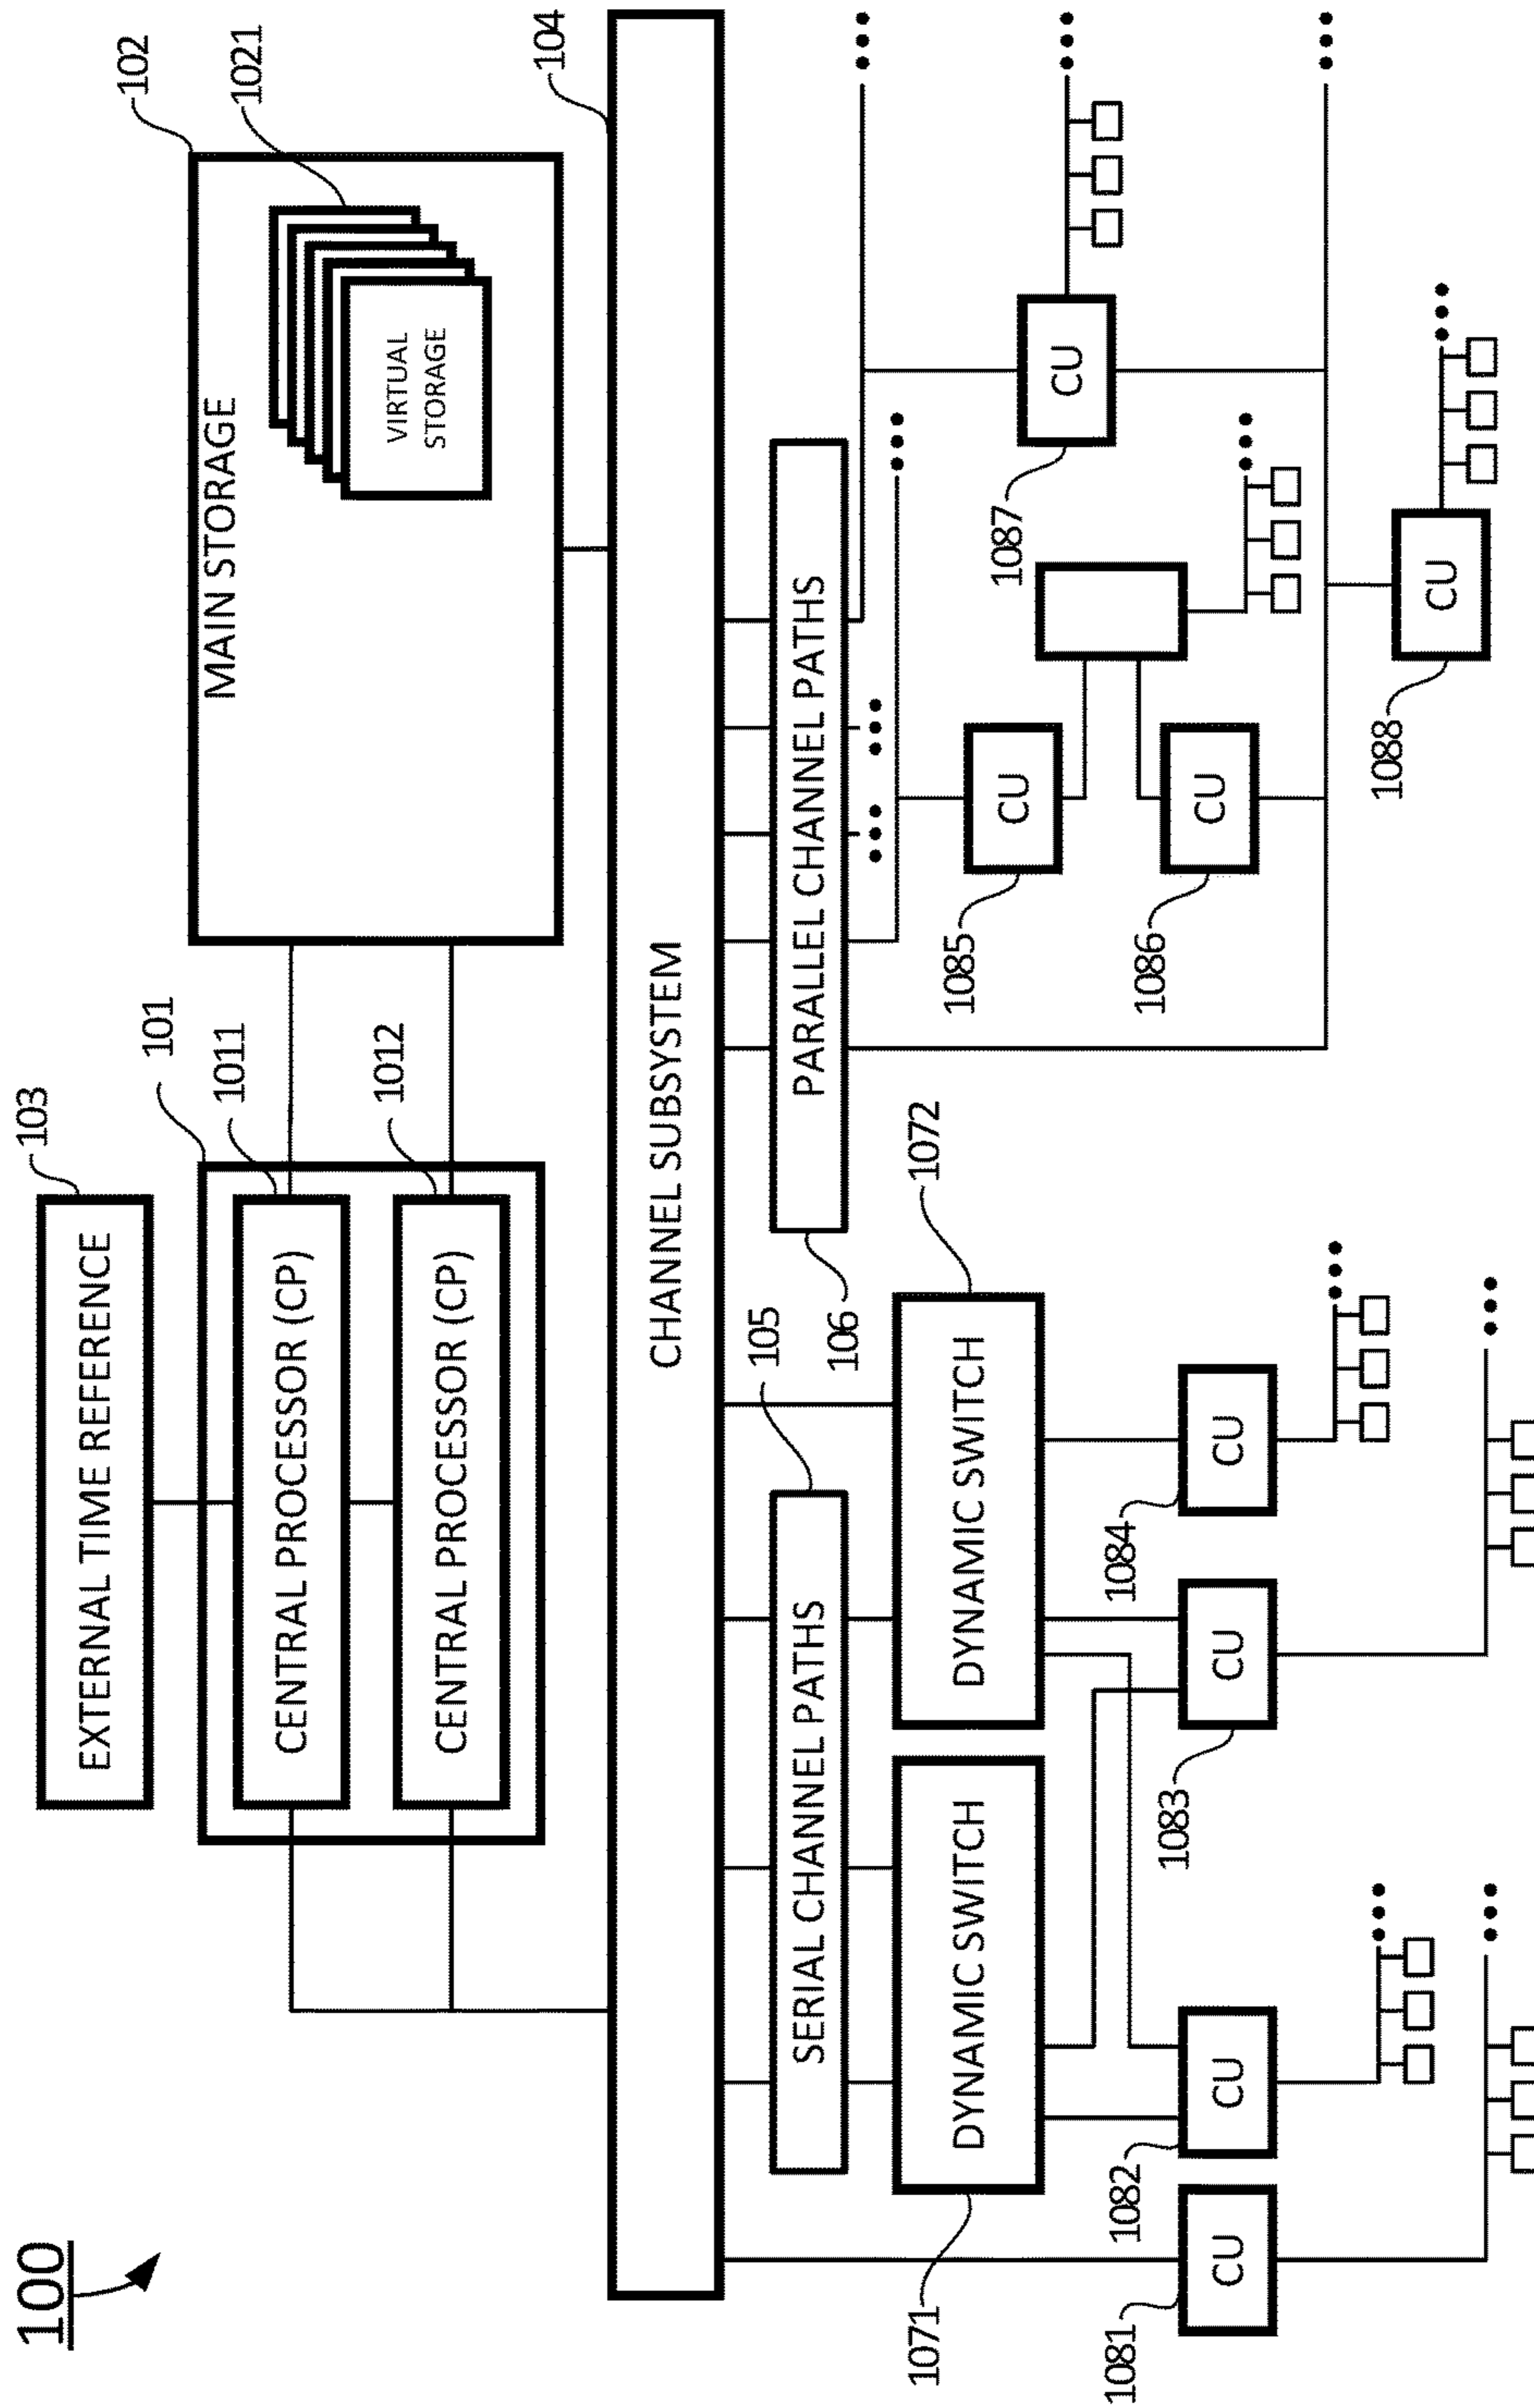 100
103
EXTERNAL TIME REFERENCE
101
1011
CENTRAL PROCESSOR (CP)
1012
CENTRAL PROCESSOR (CP)
102
MAIN STORAGE
1021
VIRTUAL
STORAGE
104
CHANNEL SUBSYSTEM
105
SERIAL CHANNEL PATHS
106
PARALLEL CHANNEL PATHS
1071
DYNAMIC SWITCH
1072
DYNAMIC SWITCH
1081
CU
1082
CU
1083
CU
1084
CU
1085
CU
1086
CU
1087
CU
1088
CU